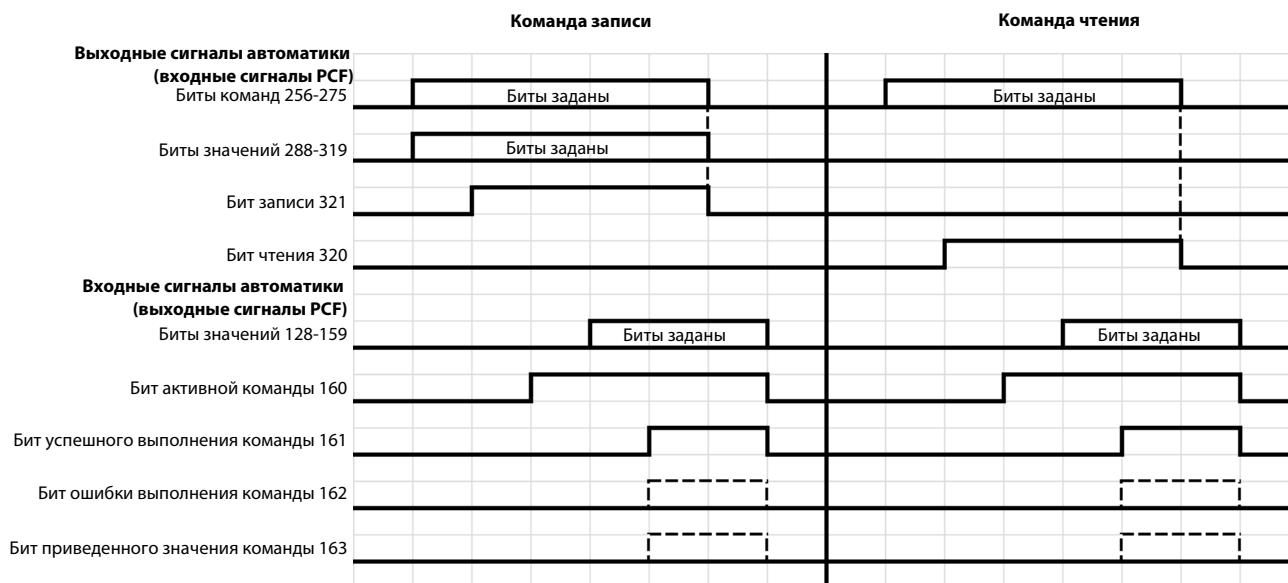 Команда записи
Команда чтения
Выходные сигналы автоматики
(входные сигналы PCF)
Биты команд 256-275
Биты заданы
Биты заданы
Биты значений 288-319
Биты заданы
Бит записи 321
Бит чтения 320
Входные сигналы автоматики
(выходные сигналы PCF)
Биты значений 128-159
Биты заданы
Биты заданы
Бит активной команды 160
Бит успешного выполнения команды 161
Бит ошибки выполнения команды 162
Бит приведенного значения команды 163